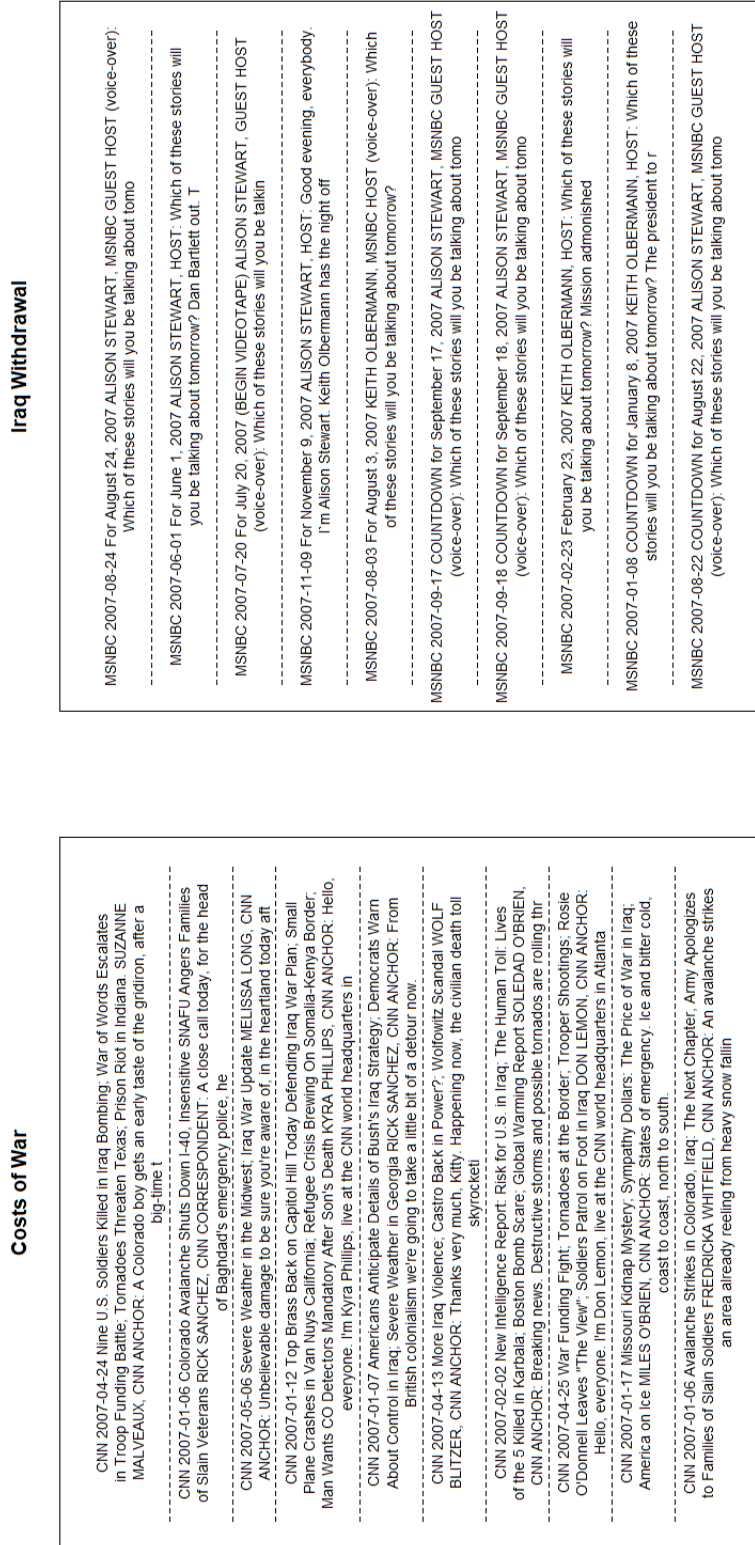 Costs of War
CNN 2007-04-24 Nine U.S. Soldiers Killed in Iraq Bombing; War of Words Escalates
in Troop Funding Battle; Tornadoes Threaten Texas; Prison Riot in Indiana. SUZANNE
MALVEAUX, CNN ANCHOR: A Colorado boy gets an early taste of the gridiron, after a
big-time t
CNN 2007-01-06 Colorado Avalanche Shuts Down I-40, Insensitive SNAFU Angers Families
of Slain Veterans RICK SANCHEZ, CNN CORRESPONDENT: A close call today, for the head
of Baghdad's emergency police, he
CNN 2007-05-06 Severe Weather in the Midwest; Iraq War Update MELISSA LONG, CNN
ANCHOR: Unbelievable damage to be sure you're aware of, in the heartland today aft
CNN 2007-01-12 Top Brass Back on Capitol Hill Today Defending Iraq War Plan; Small
Plane Crashes in Van Nuys California; Refugee Crisis Brewing On Somalia-Kenya Border;
Man Wants CO Detectors Mandatory After Son's Death KYRA PHILLIPS, CNN ANCHOR: Hello,
everyone. I'm Kyra Phillips, live at the CNN world headquarters in
CNN 2007-01-07 Americans Anticipate Details of Bush's Iraq Strategy; Democrats Warn
About Control in Iraq; Severe Weather in Georgia RICK SANCHEZ, CNN ANCHOR: From
British colonialism we're going to take a little bit of a detour now.
CNN 2007-04-13 More Iraq Violence; Castro Back in Power?; Wolfowitz Scandal WOLF
BLITZER, CNN ANCHOR: Thanks very much, Kitty. Happening now, the civilian death toll
skyrocketi
CNN 2007-02-02 New Intelligence Report: Risk for U.S. in Iraq; The Human Toll: Lives
of the 5 Killed in Karbala; Boston Bomb Scare; Global Warming Report SOLEDAD O'BRIEN,
CNN ANCHOR: Breaking news. Destructive storms and possible tornados are rolling thr
CNN 2007-04-25 War Funding Fight; Tornadoes at the Border; Trooper Shootings; Rosie
O'Donnell Leaves "The View"; Soldiers Patrol on Foot in Iraq DON LEMON, CNN ANCHOR:
Hello, everyone. I'm Don Lemon, live at the CNN world headquarters in Atlanta
CNN 2007-01-17 Missouri Kidnap Mystery; Sympathy Dollars; The Price of War in Iraq;
America on Ice MILES O'BRIEN, CNN ANCHOR: States of emergency. Ice and bitter cold,
coast to coast, north to south.
CNN 2007-01-06 Avalanche Strikes in Colorado, Iraq: The Next Chapter, Army Apologizes
to Families of Slain Soldiers FREDRICKA WHITFIELD, CNN ANCHOR: An avalanche strikes
an area already reeling from heavy snow fallin
Iraq Withdrawal
MSNBC 2007-08-24 For August 24, 2007 ALISON STEWART, MSNBC GUEST HOST (voice-over):
Which of these stories will you be talking about tomo
MSNBC 2007-06-01 For June 1, 2007 ALISON STEWART, HOST: Which of these stories will
you be talking about tomorrow? Dan Bartlett out. T
MSNBC 2007-07-20 For July 20, 2007 (BEGIN VIDEOTAPE) ALISON STEWART, GUEST HOST
(voice-over): Which of these stories will you be talkin
MSNBC 2007-11-09 For November 9, 2007 ALISON STEWART, HOST: Good evening, everybody.
I'm Alison Stewart. Keith Olbermann has the night off
MSNBC 2007-08-03 For August 3, 2007 KEITH OLBERMANN, MSNBC HOST (voice-over): Which
of these stories will you be talking about tomorrow?
MSNBC 2007-09-17 COUNTDOWN for September 17, 2007 ALISON STEWART, MSNBC GUEST HOST
(voice-over): Which of these stories will you be talking about tomo
MSNBC 2007-09-18 COUNTDOWN for September 18, 2007 ALISON STEWART, MSNBC GUEST HOST
(voice-over): Which of these stories will you be talking about tomo
MSNBC 2007-02-23 February 23, 2007 KEITH OLBERMANN, HOST: Which of these stories will
you be talking about tomorrow? Mission admonished
MSNBC 2007-01-08 COUNTDOWN for January 8, 2007 KEITH OLBERMANN, HOST: Which of these
stories will you be talking about tomorrow? The president to r
MSNBC 2007-08-22 COUNTDOWN for August 22, 2007 ALISON STEWART, MSNBC GUEST HOST
(voice-over): Which of these stories will you be talking about tomo